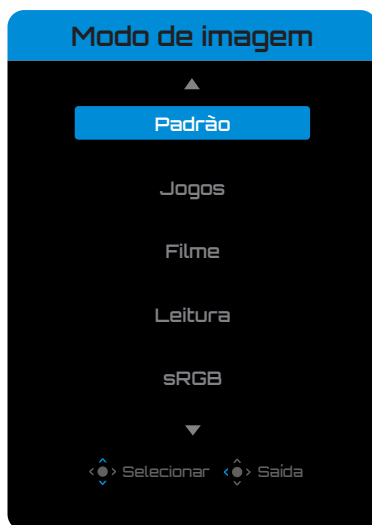 Modo de imagem
Padrão
Jogos
Filme
Leitura
sRGB
Selecionar Saída